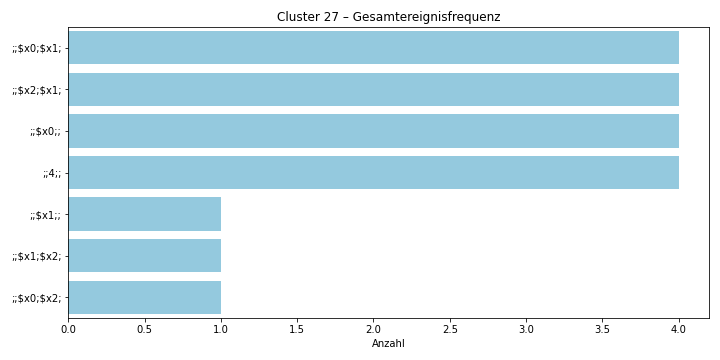 Cluster 27 – Gesamtereignisfrequenz
;;$x0;$x1;
;;$x2;$x1;
;;$x0;;
;;4;;
;;$x1;;
;;$x1;$x2;
;;$x0;$x2;
0.0 0.5 1.0 1.5 2.0 2.5 3.0 3.5 4.0
Anzahl